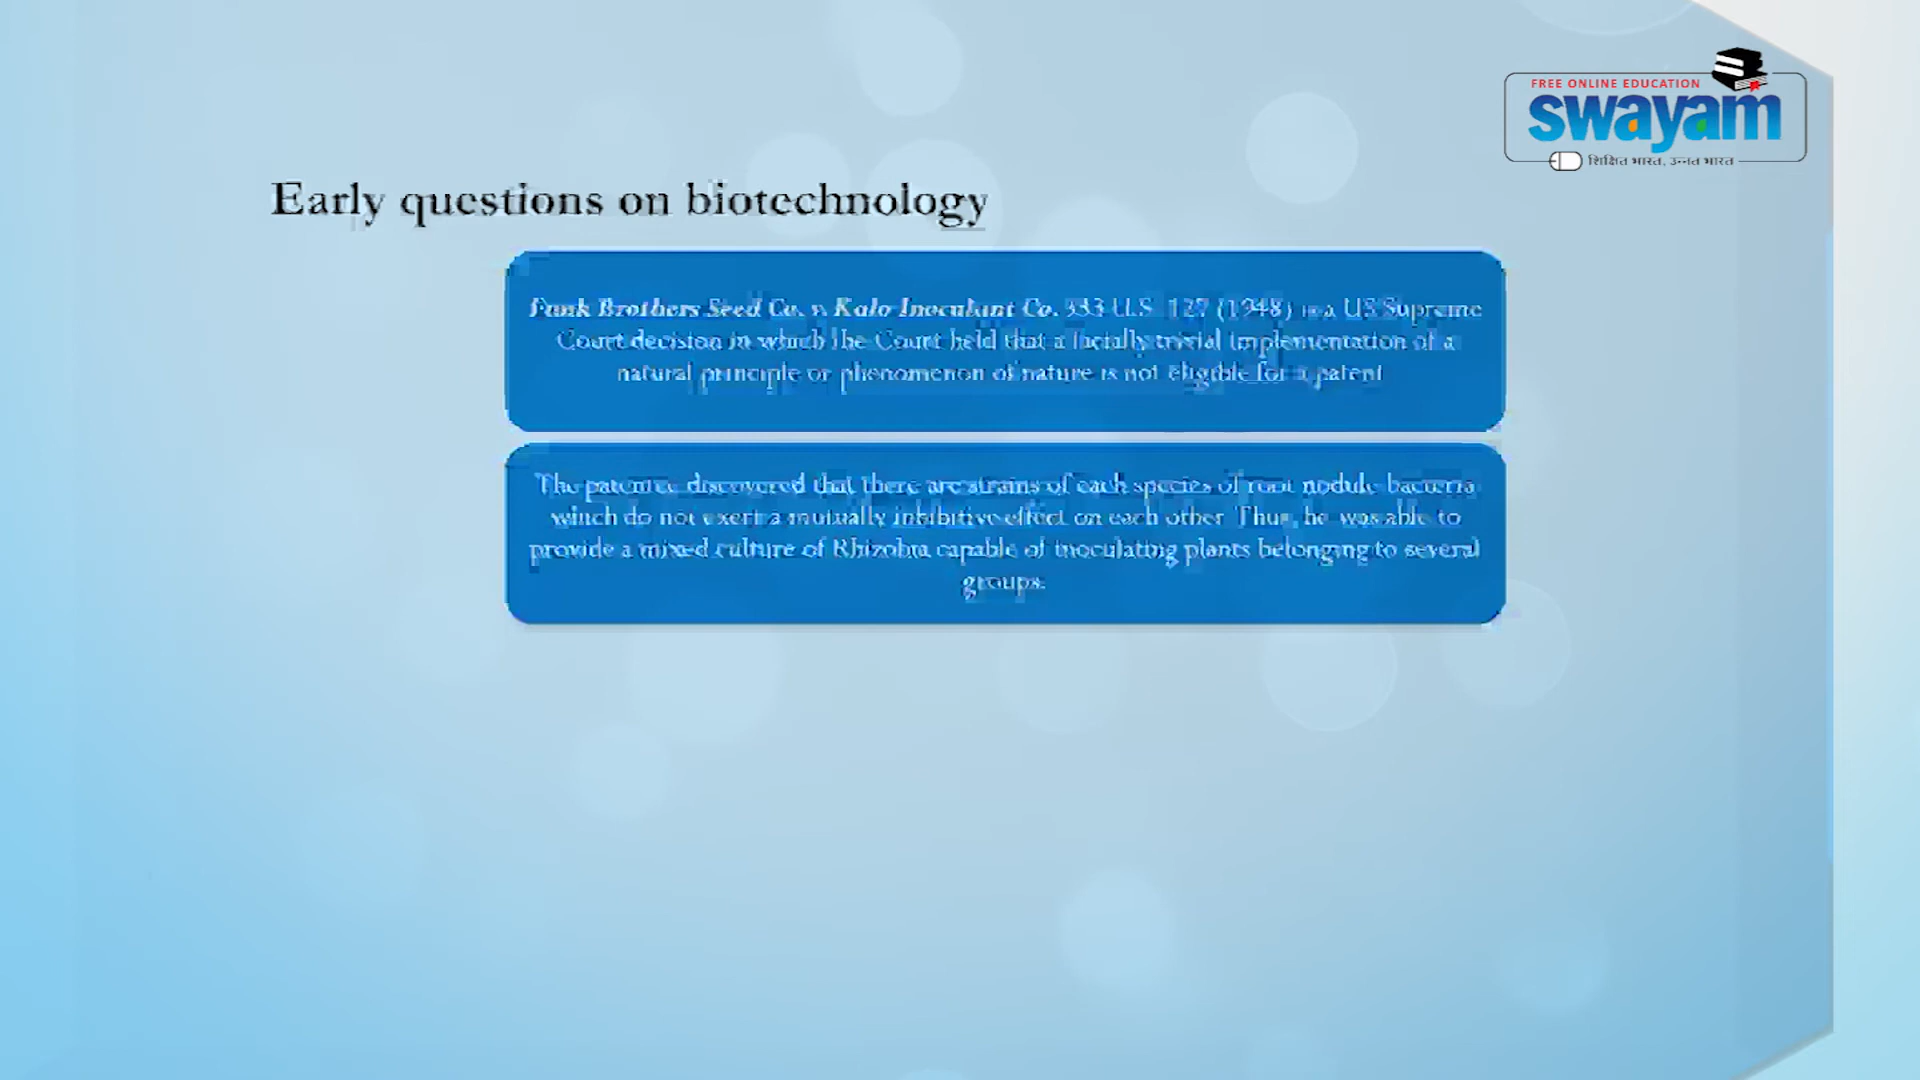 FREE ONLINE EDUCATION
swayam
शिक्षित भारत, उन्नत भारत
Early questions on biotechnology
Funk Brothers Seed Co. v. Kalo Inoculant Co. 333 U.S. 127 (1948) is a US Supreme
Court decision in which the Court held that a facially trivial implementation of a
natural principle or phenomenon of nature is not eligible for a patent
The patentee discovered that there are strains of each species of root nodule bacteria
which do not exert a mutually inhibitive effect on each other. Thus, he was able to
provide a mixed culture of Rhizobia capable of inoculating plants belonging to several
groups.